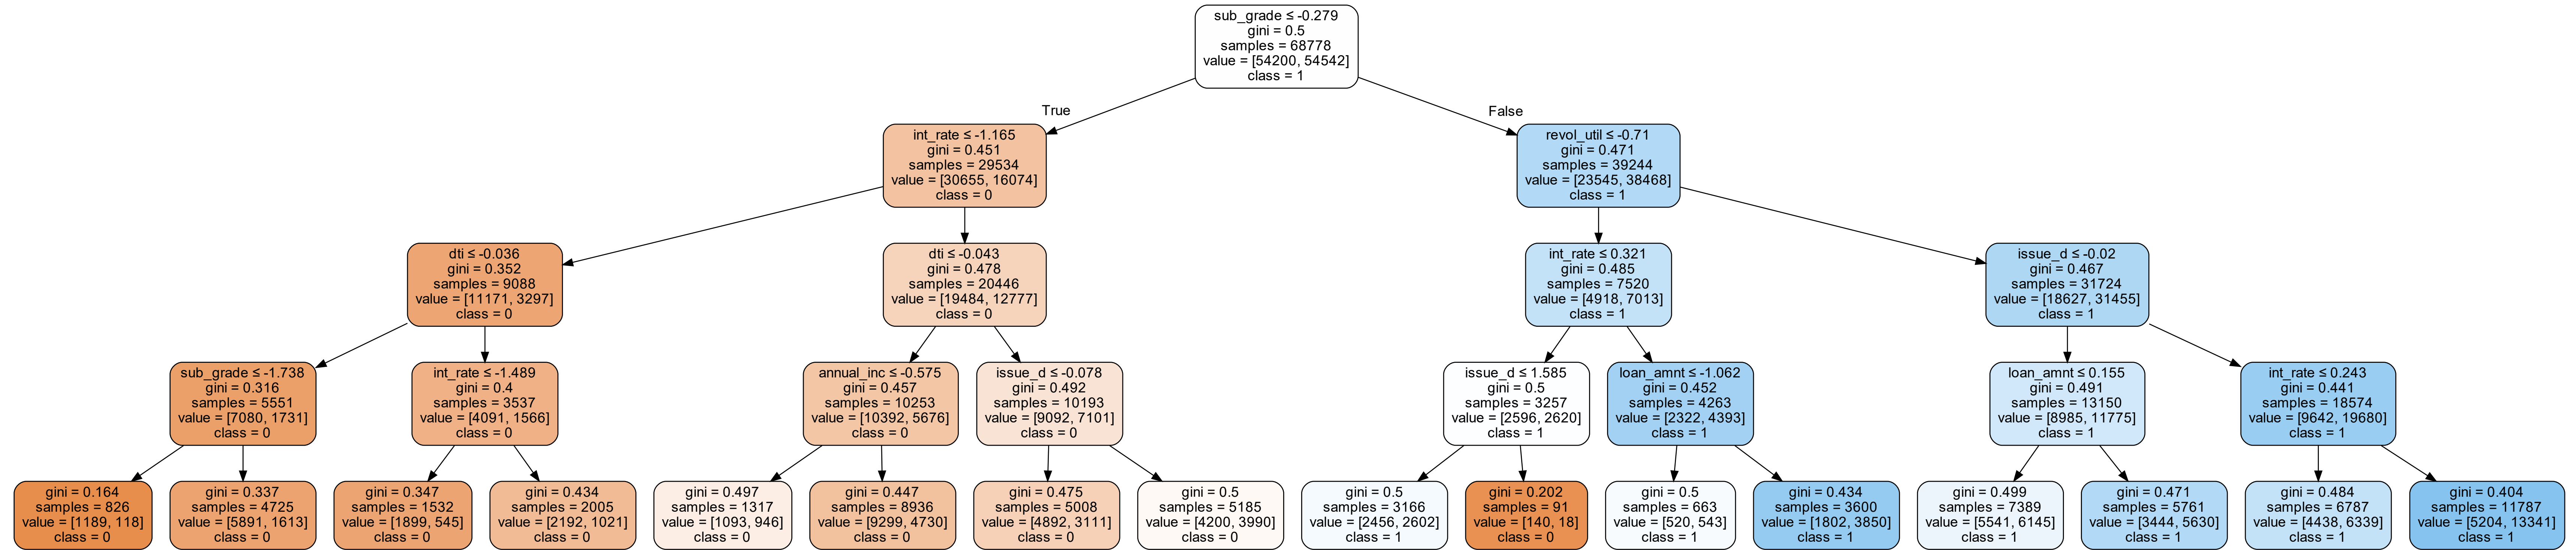 sub_grade ≤ -0.279
gini = 0.5
samples = 68778
value = [54200, 54542]
class = 1
True
False
int_rate ≤ -1.165
gini = 0.451
samples = 29534
value = [30655, 16074]
class = 0
revol_util ≤ -0.71
gini = 0.471
samples = 39244
value = [23545, 38468]
class = 1
dti ≤ -0.036
gini = 0.352
samples = 9088
value = [11171, 3297]
class = 0
dti ≤ -0.043
gini = 0.478
samples = 20446
value = [19484, 12777]
class = 0
int_rate ≤ 0.321
gini = 0.485
samples = 7520
value = [4918, 7013]
class = 1
issue_d ≤ -0.02
gini = 0.467
samples = 31724
value = [18627, 31455]
class = 1
sub_grade ≤ -1.738
gini = 0.316
samples = 5551
value = [7080, 1731]
class = 0
int_rate ≤ -1.489
gini = 0.4
samples = 3537
value = [4091, 1566]
class = 0
annual_inc ≤ -0.575
gini = 0.457
samples = 10253
value = [10392, 5676]
class = 0
issue_d ≤ -0.078
gini = 0.492
samples = 10193
value = [9092, 7101]
class = 0
issue_d ≤ 1.585
gini = 0.5
samples = 3257
value = [2596, 2620]
class = 1
loan_amnt ≤ -1.062
gini = 0.452
samples = 4263
value = [2322, 4393]
class = 1
loan_amnt ≤ 0.155
gini = 0.491
samples = 13150
value = [8985, 11775]
class = 1
int_rate ≤ 0.243
gini = 0.441
samples = 18574
value = [9642, 19680]
class = 1
gini = 0.164
samples = 826
value = [1189, 118]
class = 0
gini = 0.337
samples = 4725
value = [5891, 1613]
class = 0
gini = 0.347
samples = 1532
value = [1899, 545]
class = 0
gini = 0.434
samples = 2005
value = [2192, 1021]
class = 0
gini = 0.497
samples = 1317
value = [1093, 946]
class = 0
gini = 0.447
samples = 8936
value = [9299, 4730]
class = 0
gini = 0.475
samples = 5008
value = [4892, 3111]
class = 0
gini = 0.5
samples = 5185
value = [4200, 3990]
class = 0
gini = 0.5
samples = 3166
value = [2456, 2602]
class = 1
gini = 0.202
samples = 91
value = [140, 18]
class = 0
gini = 0.5
samples = 663
value = [520, 543]
class = 1
gini = 0.434
samples = 3600
value = [1802, 3850]
class = 1
gini = 0.499
samples = 7389
value = [5541, 6145]
class = 1
gini = 0.471
samples = 5761
value = [3444, 5630]
class = 1
gini = 0.484
samples = 6787
value = [4438, 6339]
class = 1
gini = 0.404
samples = 11787
value = [5204, 13341]
class = 1